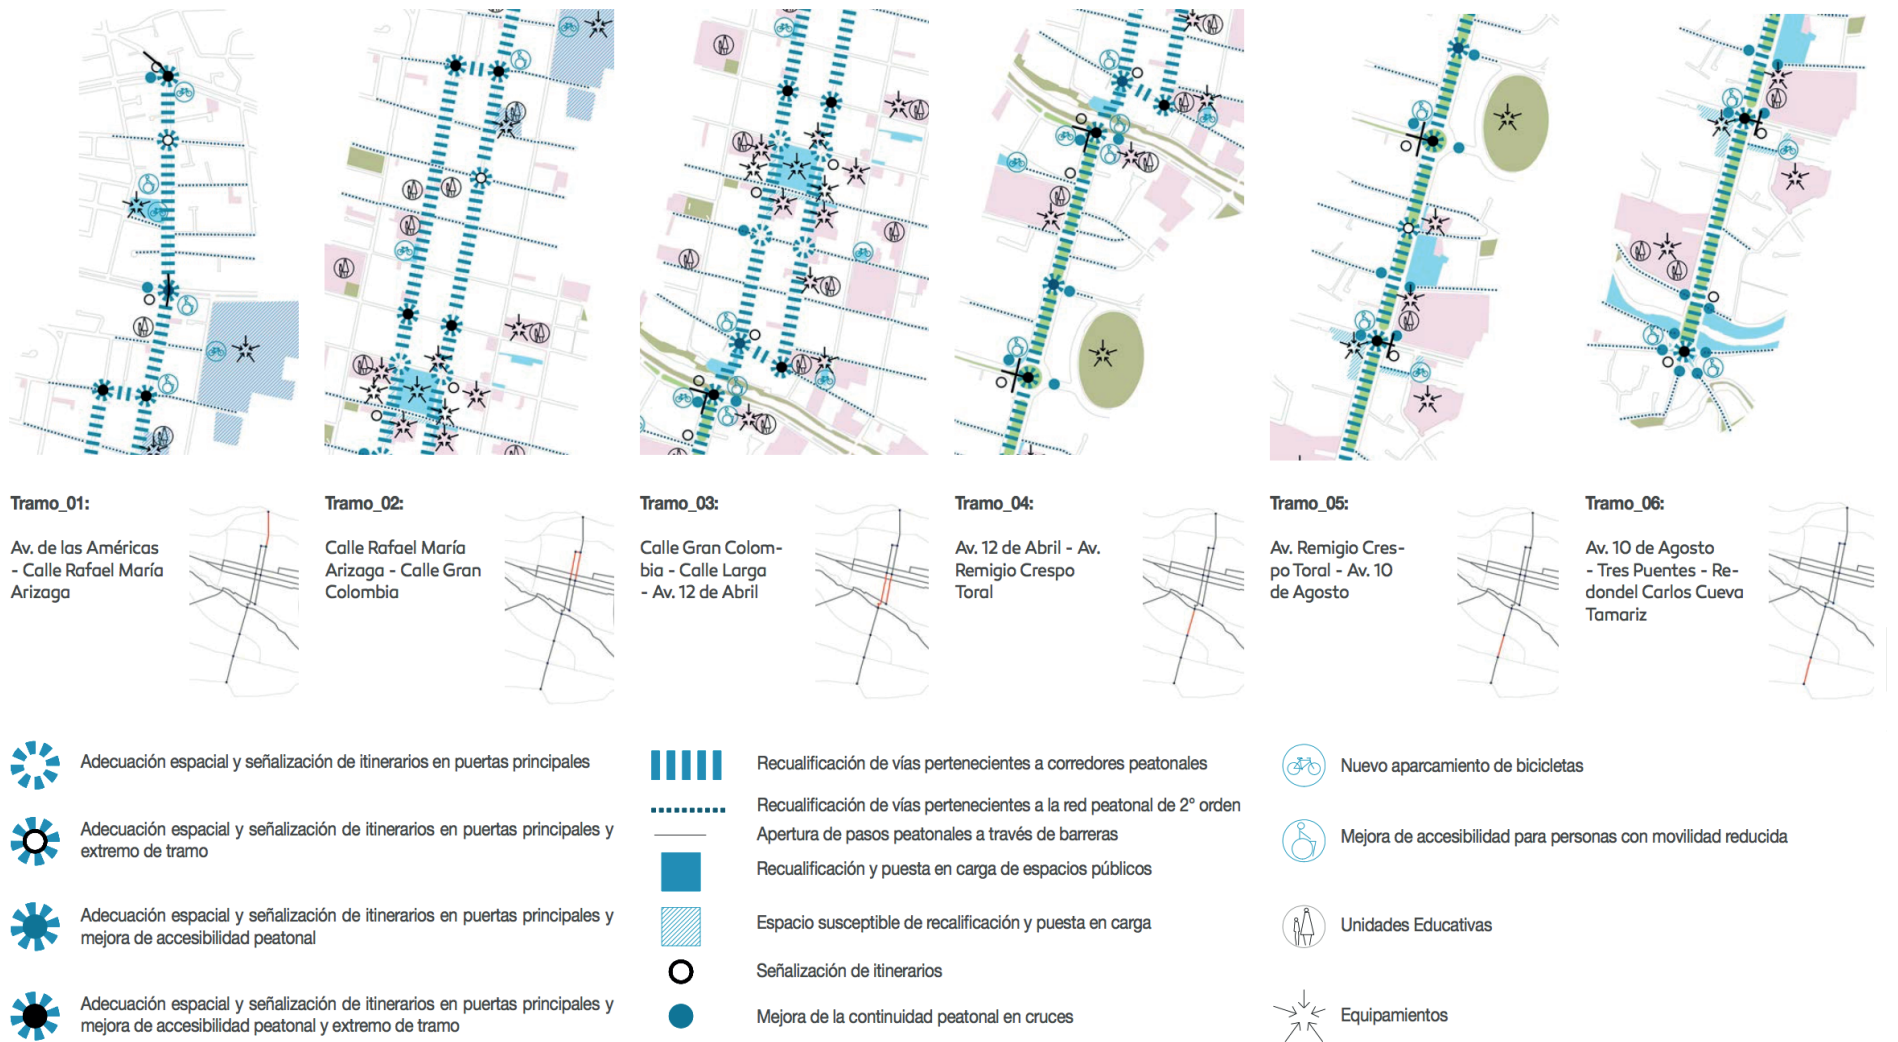 Tramo_01:
Av. de las Américas
- Calle Rafael María
Arizaga
Tramo_02:
Calle Rafael María
Arizaga - Calle Gran
Colombia
Tramo_03:
Calle Gran Colom-
bia - Calle Larga
- Av. 12 de Abril
Tramo_04:
Av. 12 de Abril - Av.
Remigio Crespo
Toral
Tramo_05:
Av. Remigio Cres-
po Toral - Av. 10
de Agosto
Tramo_06:
Av. 10 de Agosto
- Tres Puentes - Re-
dondel Carlos Cueva
Tamariz
Adecuación espacial y señalización de itinerarios en puertas principales
Adecuación espacial y señalización de itinerarios en puertas principales y
extremo de tramo
Adecuación espacial y señalización de itinerarios en puertas principales y
mejora de accesibilidad peatonal
Adecuación espacial y señalización de itinerarios en puertas principales y
mejora de accesibilidad peatonal y extremo de tramo
Recualificación de vías pertenecientes a corredores peatonales
Recualificación de vías pertenecientes a la red peatonal de 2° orden
Apertura de pasos peatonales a través de barreras
Recualificación y puesta en carga de espacios públicos
Espacio susceptible de recalificación y puesta en carga
Señalización de itinerarios
Mejora de la continuidad peatonal en cruces
Nuevo aparcamiento de bicicletas
Mejora de accesibilidad para personas con movilidad reducida
Unidades Educativas
Equipamientos